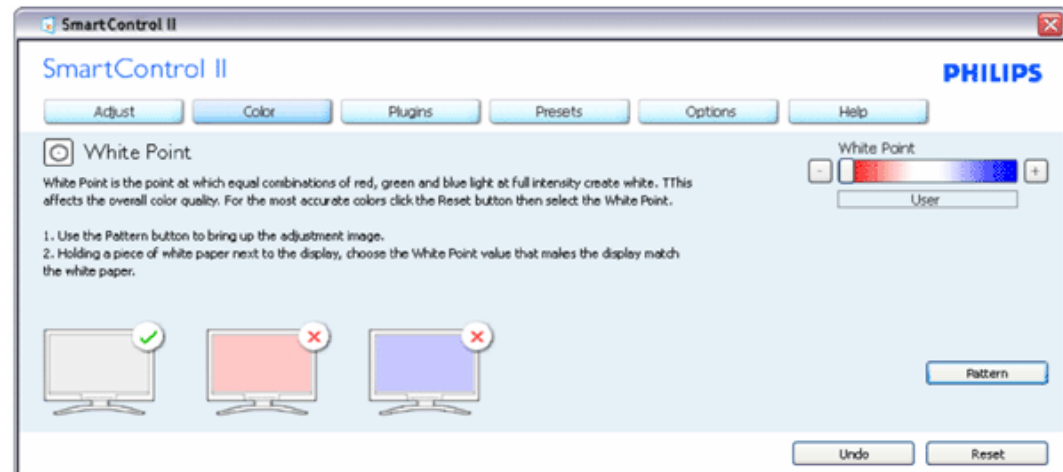 SmartControl II
SmartControl II
PHILIPS
Adjust
Color
Plugins
Presets
Options
Help
White Point
White Point is the point at which equal combinations of red, green and blue light at full intensity create white. TThis
affects the overall color quality. For the most accurate colors click the Reset button then select the White Point.
1. Use the Pattern button to bring up the adjustment image.
2. Holding a piece of white paper next to the display, choose the White Point value that makes the display match
the white paper.
White Point
-
+
User
Pattern
Undo
Reset